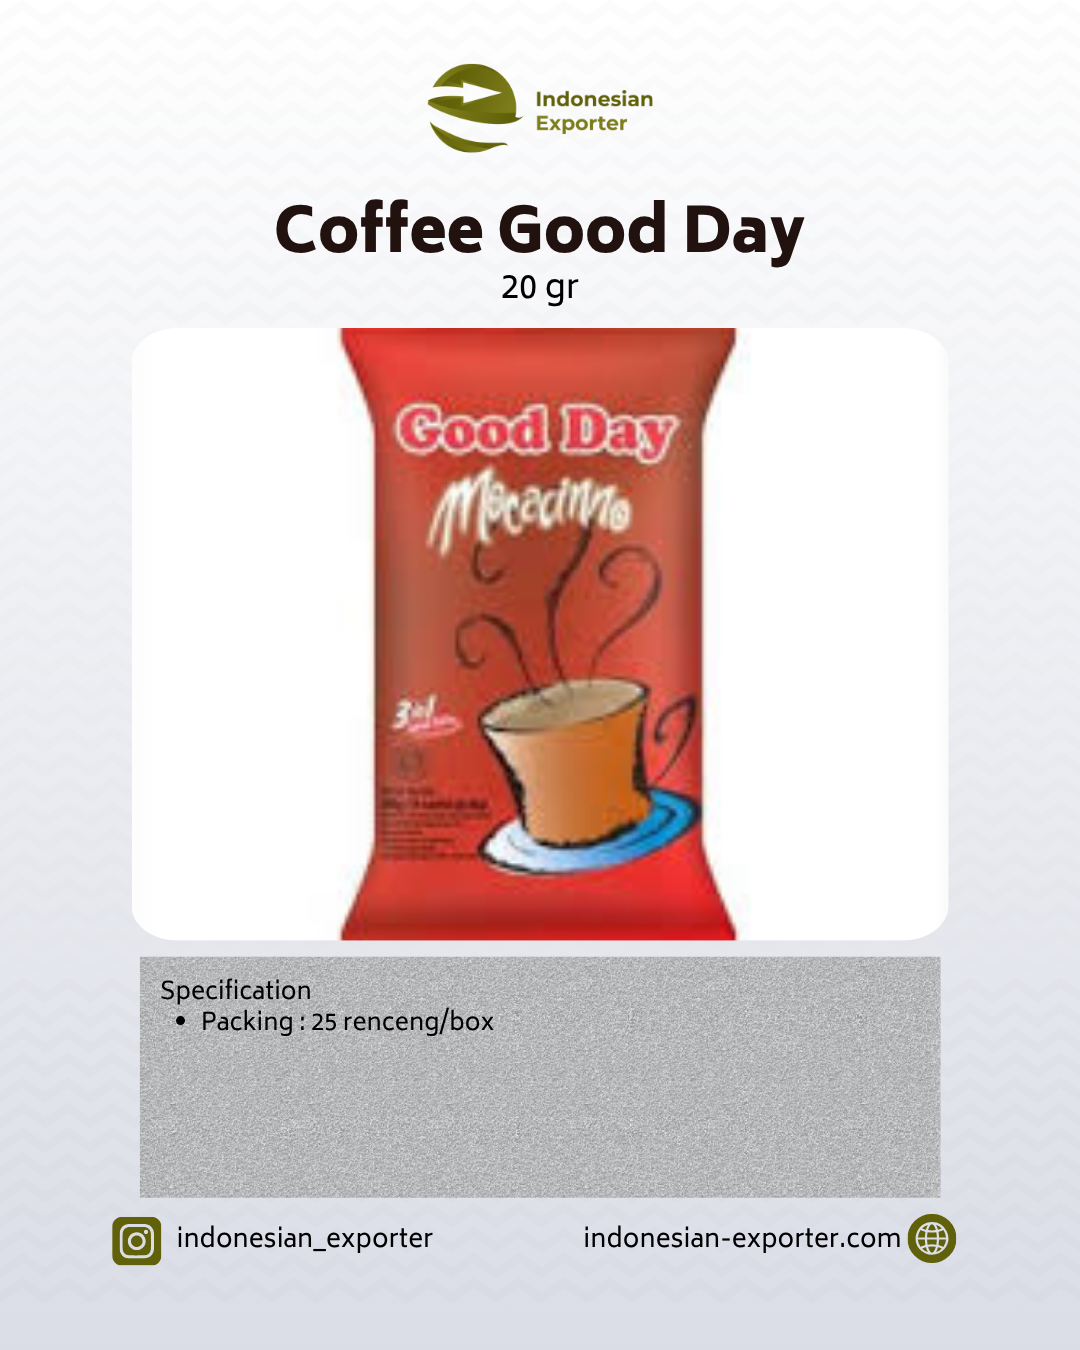 Indonesian
Exporter
Coffee Good Day
20 gr
Good Day
Mocacinno
3in1
Specification
• Packing : 25 renceng/box
indonesian_exporter
indonesian-exporter.com